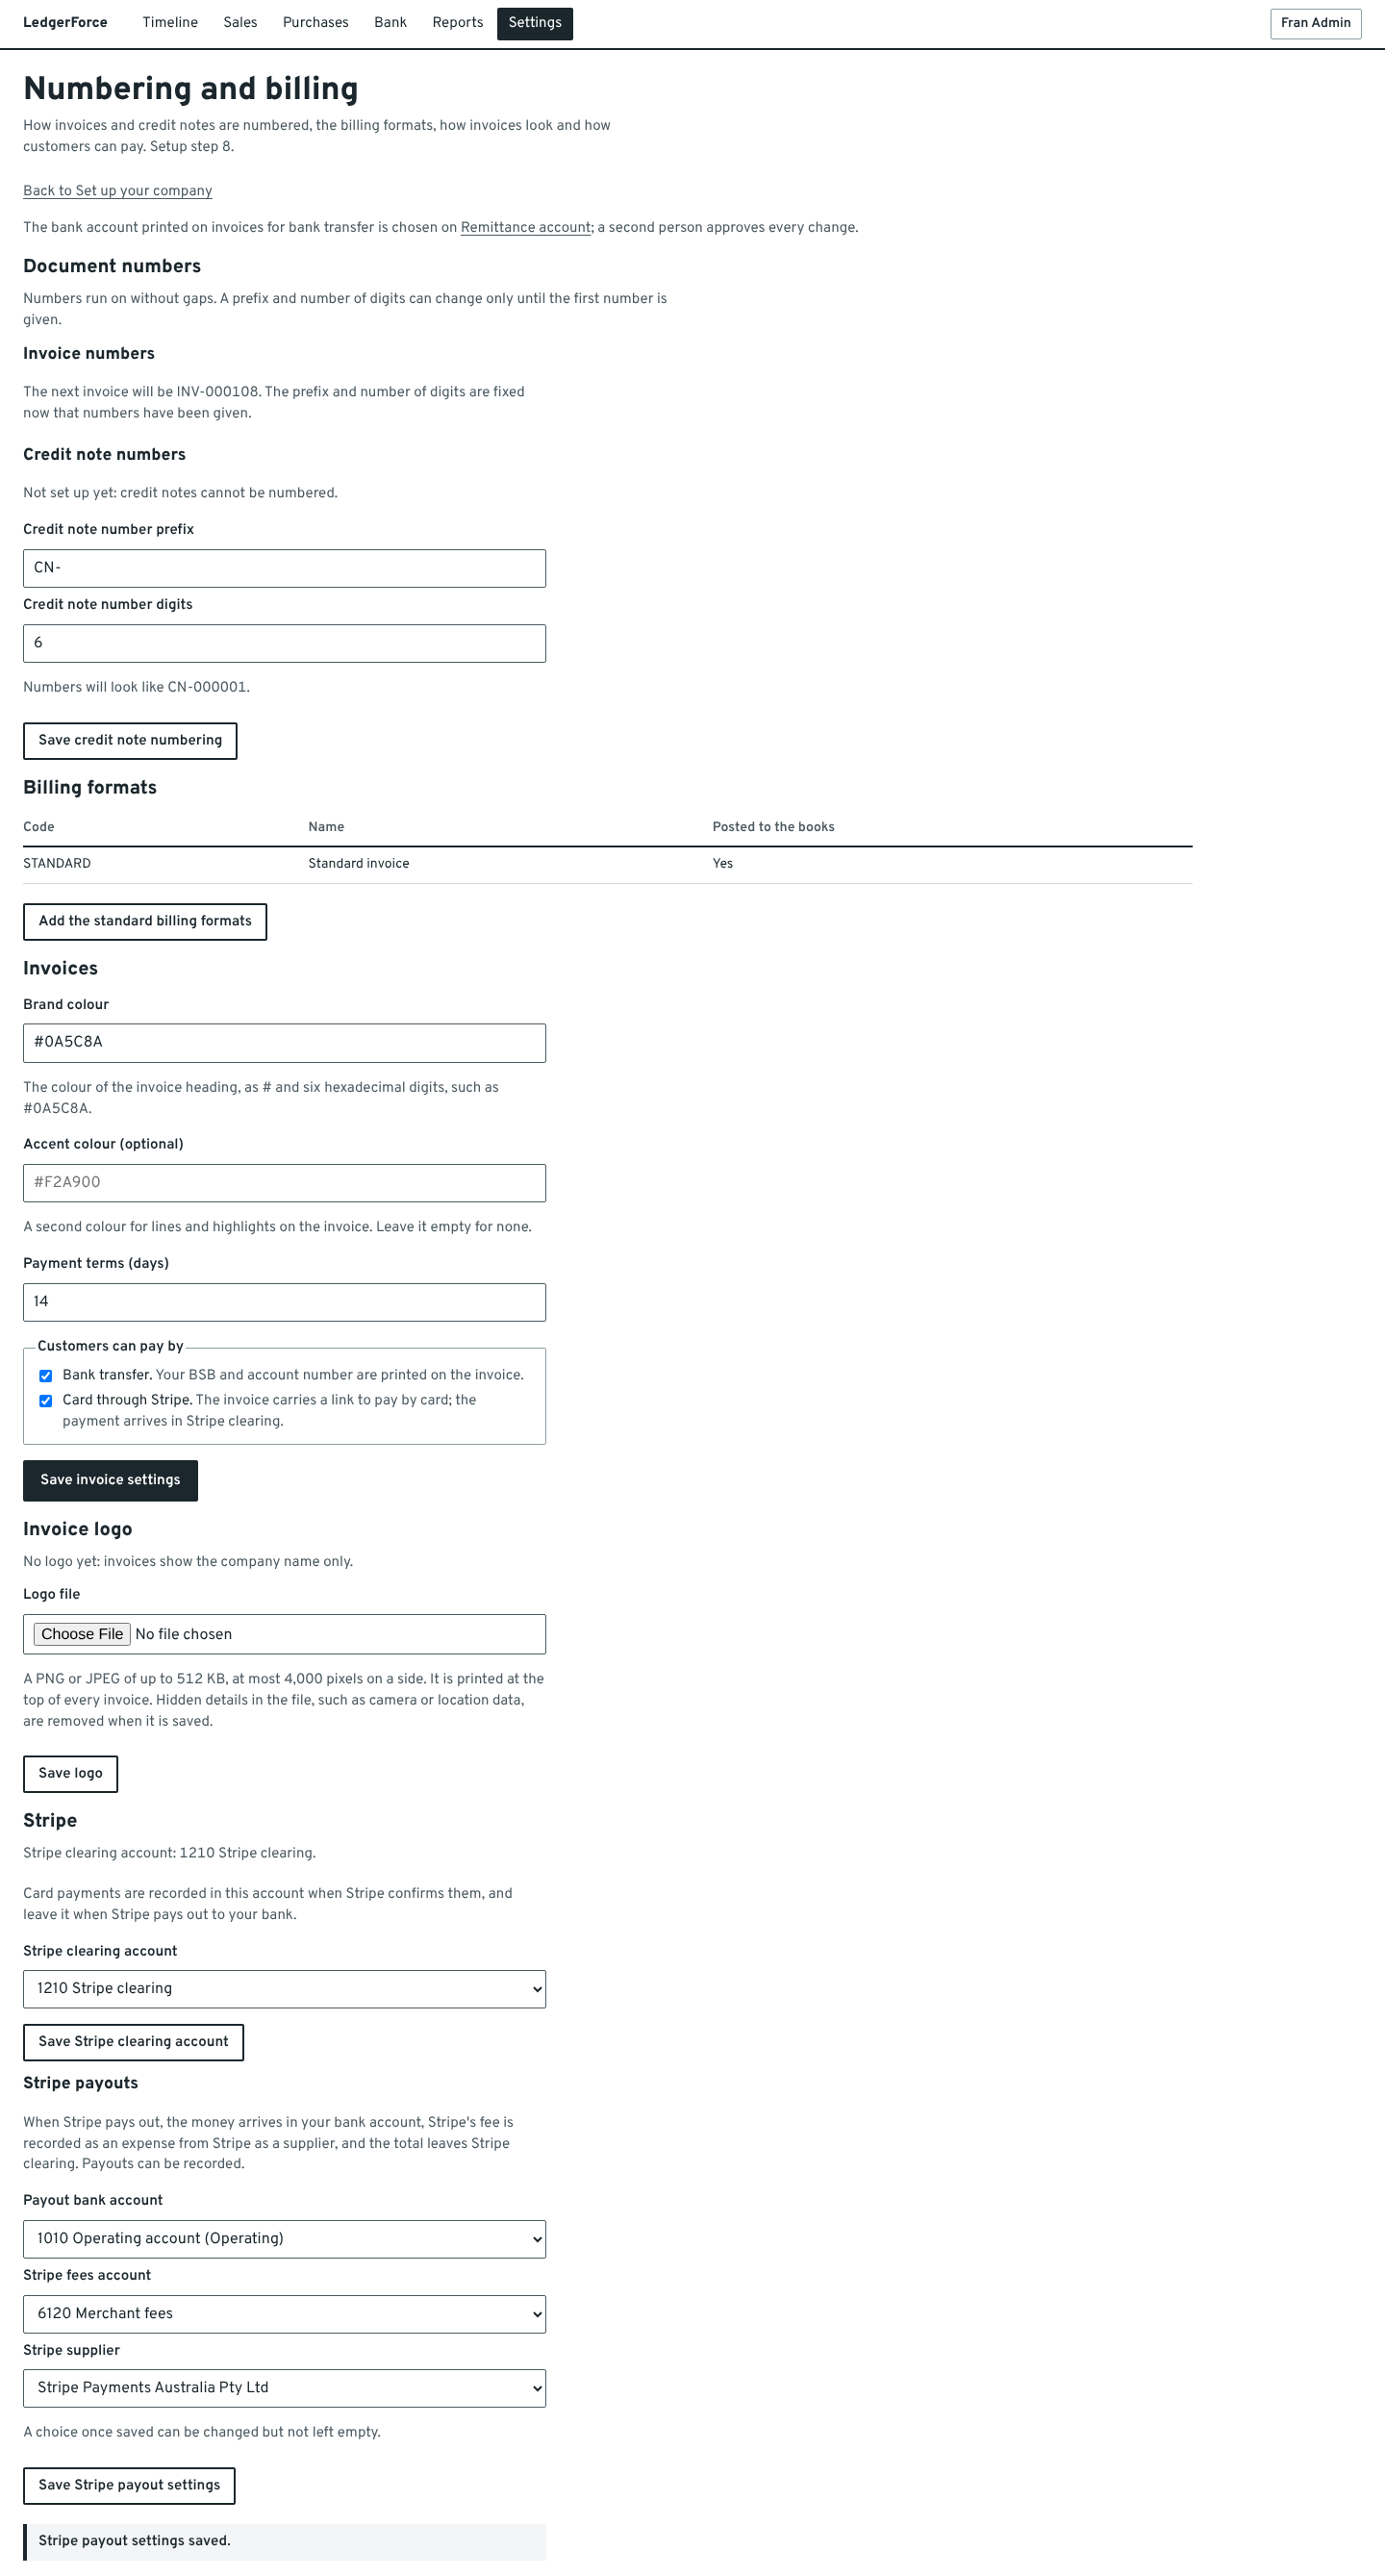 LedgerForce
Timeline
Sales
Purchases
Bank
Reports
Settings
Fran Admin
Numbering and billing
How invoices and credit notes are numbered, the billing formats, how invoices look and how
customers can pay. Setup step 8.
Back to Set up your company
The bank account printed on invoices for bank transfer is chosen on Remittance account; a second person approves every change.
Document numbers
Numbers run on without gaps. A prefix and number of digits can change only until the first number is
given.
Invoice numbers
The next invoice will be INV-000108. The prefix and number of digits are fixed
now that numbers have been given.
Credit note numbers
Not set up yet: credit notes cannot be numbered.
Credit note number prefix
CN-
Credit note number digits
6
Numbers will look like CN-000001.
Save credit note numbering
Billing formats
Code Name Posted to the books
STANDARD Standard invoice Yes
Add the standard billing formats
Invoices
Brand colour
#0A5C8A
The colour of the invoice heading, as # and six hexadecimal digits, such as
#0A5C8A.
Accent colour (optional)
#F2A900
A second colour for lines and highlights on the invoice. Leave it empty for none.
Payment terms (days)
14
Customers can pay by
Bank transfer. Your BSB and account number are printed on the invoice.
Card through Stripe. The invoice carries a link to pay by card; the
payment arrives in Stripe clearing.
Save invoice settings
Invoice logo
No logo yet: invoices show the company name only.
Logo file
Choose File No file chosen
A PNG or JPEG of up to 512 KB, at most 4,000 pixels on a side. It is printed at the
top of every invoice. Hidden details in the file, such as camera or location data,
are removed when it is saved.
Save logo
Stripe
Stripe clearing account: 1210 Stripe clearing.
Card payments are recorded in this account when Stripe confirms them, and
leave it when Stripe pays out to your bank.
Stripe clearing account
1210 Stripe clearing
Save Stripe clearing account
Stripe payouts
When Stripe pays out, the money arrives in your bank account, Stripe's fee is
recorded as an expense from Stripe as a supplier, and the total leaves Stripe
clearing. Payouts can be recorded.
Payout bank account
1010 Operating account (Operating)
Stripe fees account
6120 Merchant fees
Stripe supplier
Stripe Payments Australia Pty Ltd
A choice once saved can be changed but not left empty.
Save Stripe payout settings
Stripe payout settings saved.